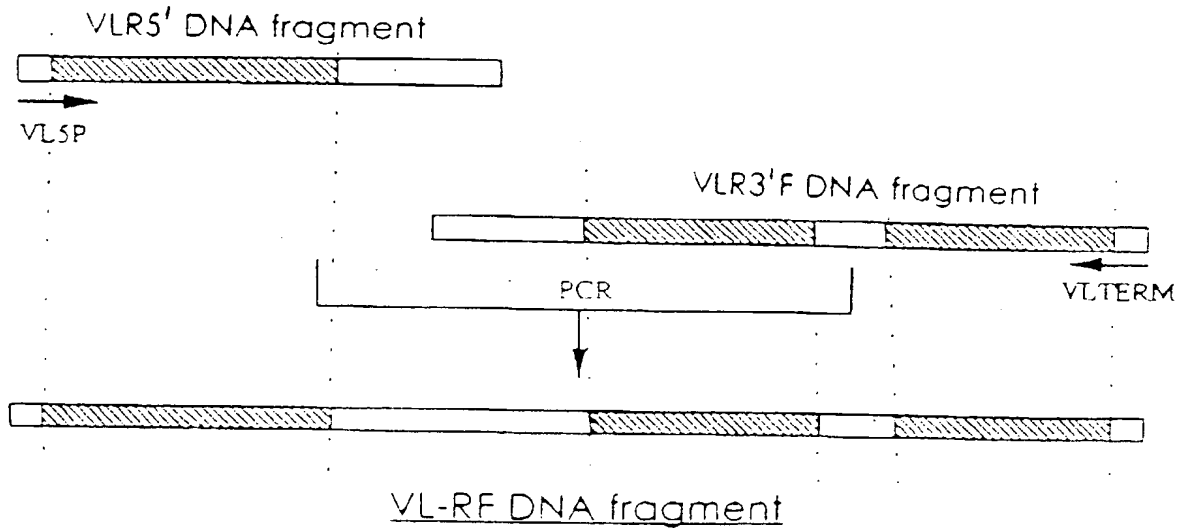 VLR5' DNA fragment
VL5P
VLR3'F DNA fragment
PCR
VLTERM
VL-RF DNA fragment